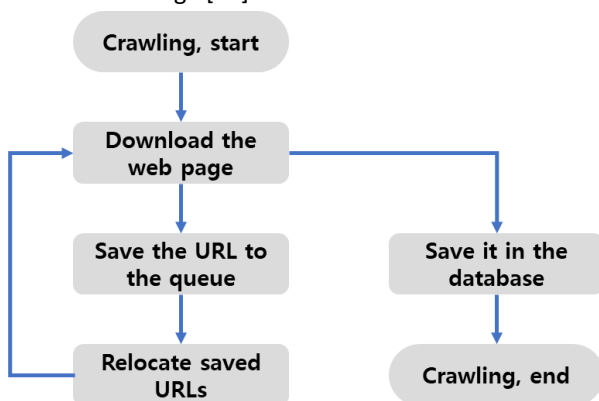 Crawling, start
Download the
web page
Save the URL to
the queue
Save it in the
database
Relocate saved
URLs
Crawling, end